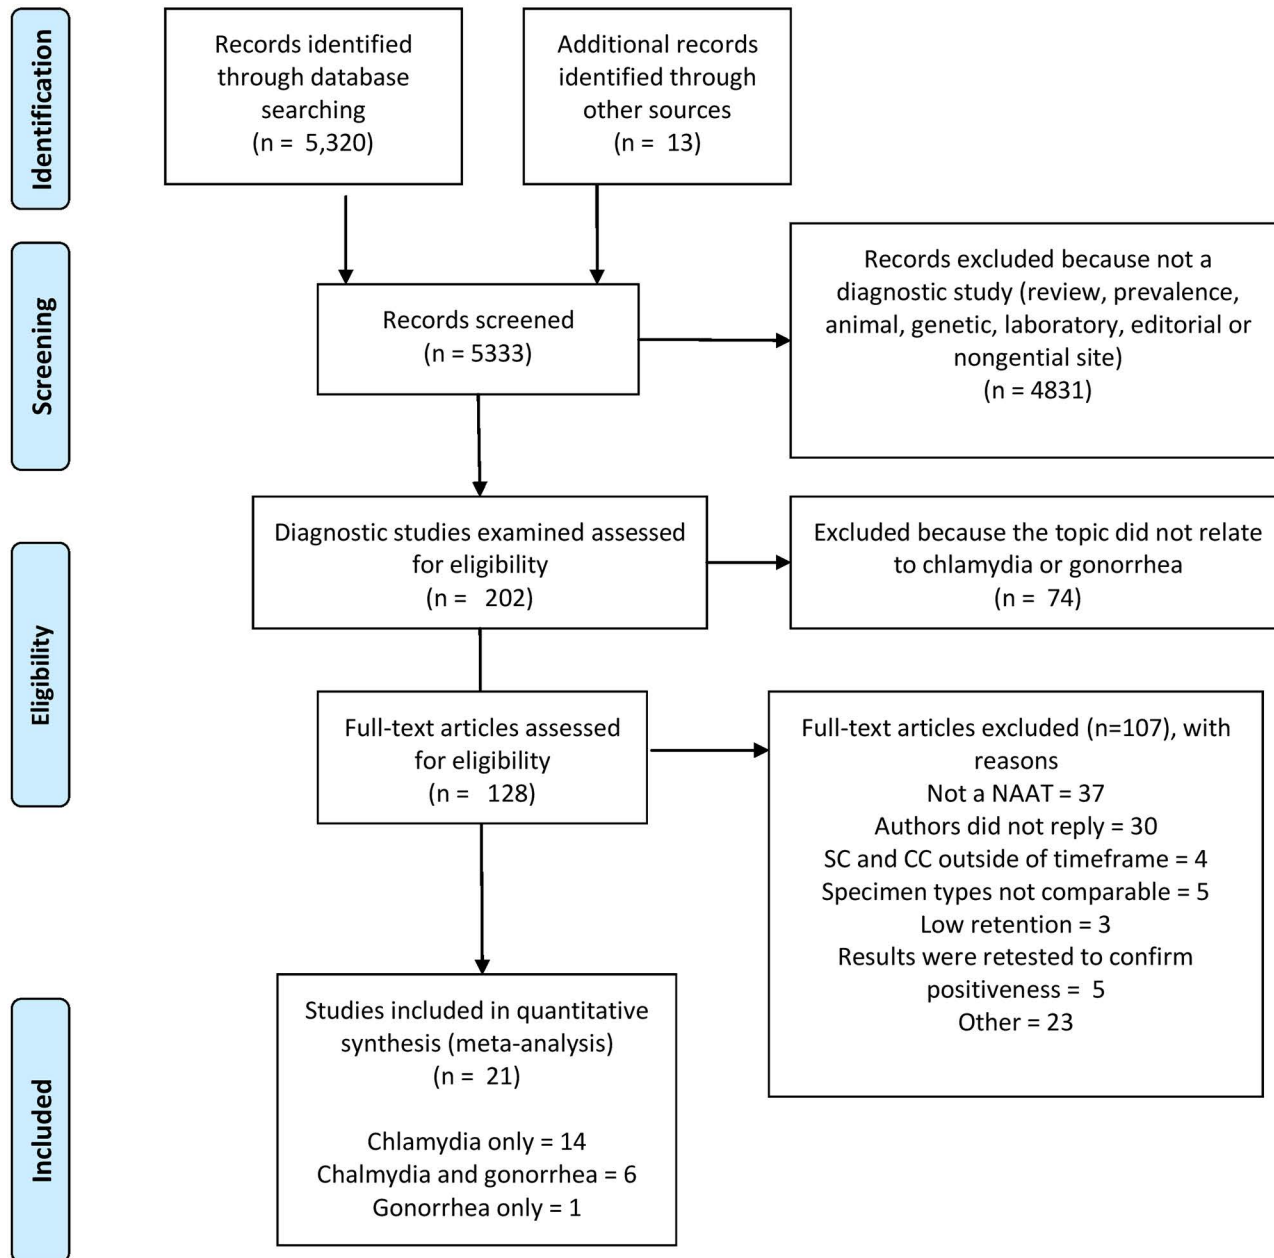 Identification
Records identified
through database
searching
(n =  5,320)
Additional records
identified through
other sources
(n =  13)
Screening
Records screened
(n = 5333)
Records excluded because not a
diagnostic study (review, prevalence,
animal, genetic, laboratory, editorial or
nongential site)
(n = 4831)
Eligibility
Diagnostic studies examined assessed
for eligibility
(n =   202)
Excluded because the topic did not relate
to chlamydia or gonorrhea
(n =  74)
Full-text articles assessed
for eligibility
(n =   128)
Full-text articles excluded (n=107), with
reasons
Not a NAAT = 37
Authors did not reply = 30
SC and CC outside of timeframe = 4
Specimen types not comparable = 5
Low retention = 3
Results were retested to confirm
positiveness =  5
Other = 23
Included
Studies included in quantitative
synthesis (meta-analysis)
(n =  21)
Chlamydia only = 14
Chalmydia and gonorrhea = 6
Gonorrhea only = 1